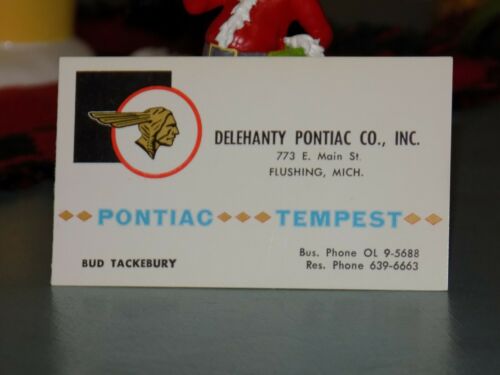 DELEHANTY PONTIAC CO., INC.
773 E. Main St.
FLUSHING, MICH.
PONTIAC TEMPEST
Bus. Phone OL 9-5688
Res. Phone 639-6663
BUD TACKEBURY